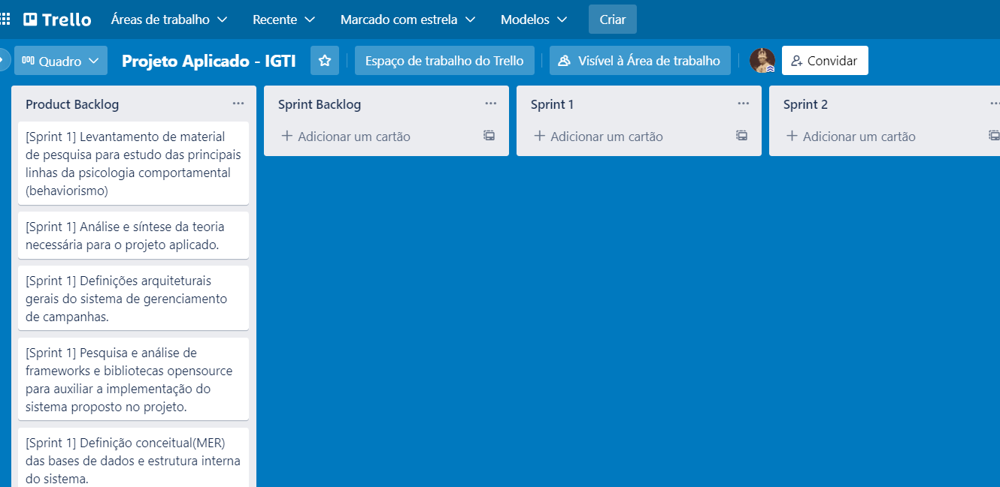 Trello
Áreas de trabalho
Recente
Marcado com estrela
Modelos
Criar
Quadro
Projeto Aplicado - IGTI
Espaço de trabalho do Trello
Visível à Área de trabalho
Convidar
Product Backlog
[Sprint 1] Levantamento de material
de pesquisa para estudo das principais
linhas da psicologia comportamental
(behaviorismo)
[Sprint 1] Análise e síntese da teoria
necessária para o projeto aplicado.
[Sprint 1] Definições arquiteturais
gerais do sistema de gerenciamento
de campanhas.
[Sprint 1] Pesquisa e análise de
frameworks e bibliotecas opensource
para auxiliar a implementação do
sistema proposto no projeto.
[Sprint 1] Definição conceitual(MER)
das bases de dados e estrutura interna
do sistema.
Sprint Backlog
+ Adicionar um cartão
Sprint 1
+ Adicionar um cartão
Sprint 2
+ Adicionar um cartão